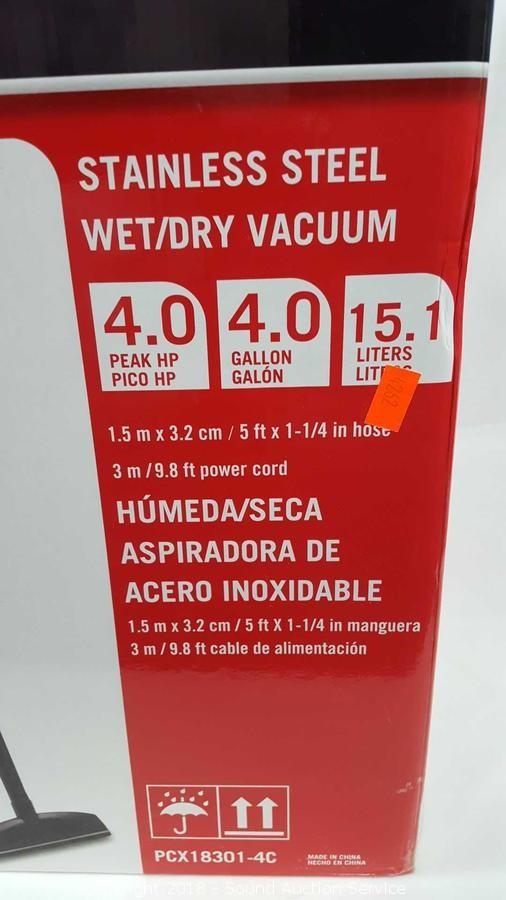 STAINLESS STEEL
WET/DRY VACUUM
4.0
PEAK HP
PICO HP
4.0
GALLON
GALÓN
15.1
LITERS
4262
1.5 m x 3.2 cm / 5 ft x 1-1/4 in hose
3 m / 9.8 ft power cord
HÚMEDA/SECA
ASPIRADORA DE
ACERO INOXIDABLE
1.5 m x 3.2 cm / 5 ft X 1-1/4 in manguera
3 m / 9.8 ft cable de alimentación
PCX18301-4C
MADE IN CHINA
HECHO EN CHINA
2018 - Sound Auction Service